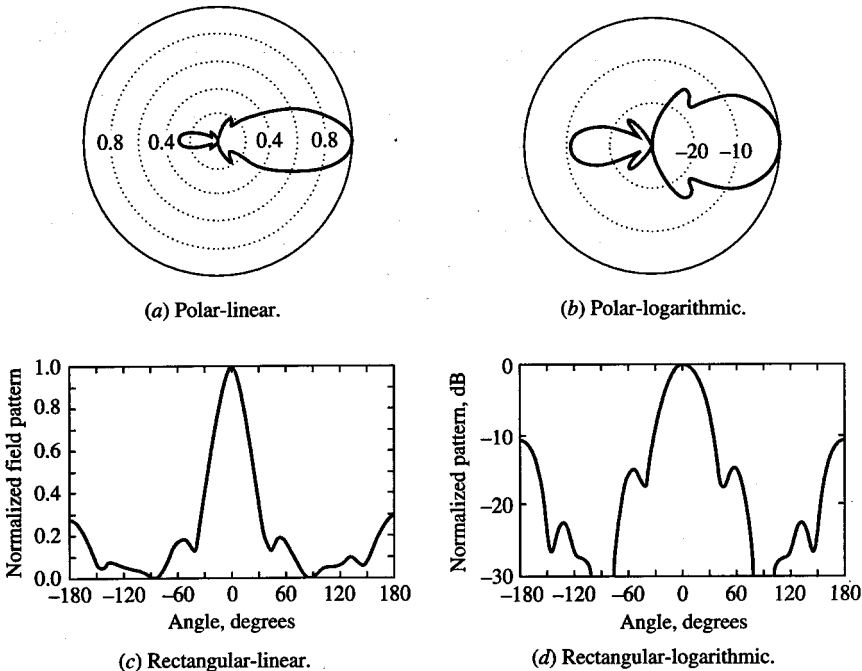 0.8 0.4 0.4 0.8
−20 −10
(a) Polar-linear.
(b) Polar-logarithmic.
Normalized field pattern
1.0
0.8
0.6
0.4
0.2
0.0
−180 −120 −60 0 60 120 180
Angle, degrees
(c) Rectangular-linear.
Normalized pattern, dB
0
−10
−20
−30
−180 −120 −60 0 60 120 180
Angle, degrees
(d) Rectangular-logarithmic.